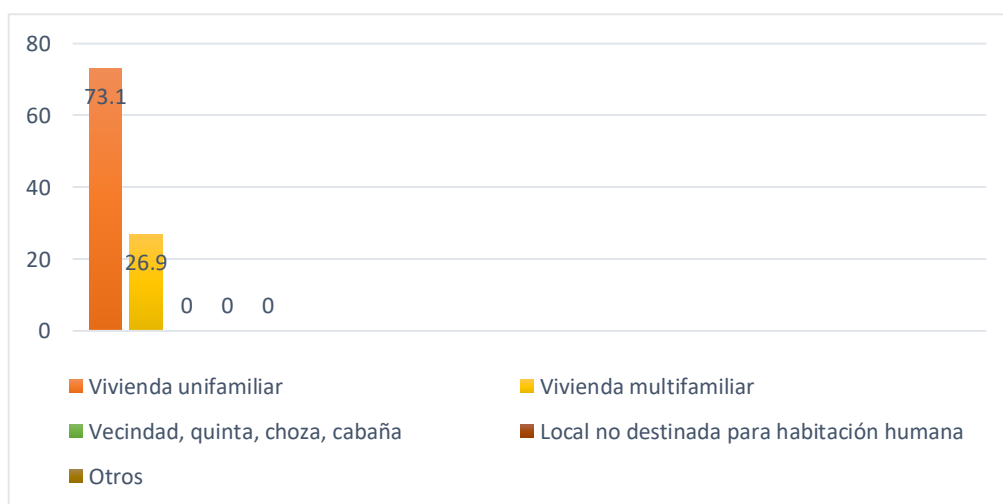 80
73.1
60
40
26.9
20
0 0 0
0
Vivienda unifamiliar
Vivienda multifamiliar
Vecindad, quinta, choza, cabaña
Local no destinada para habitación humana
Otros